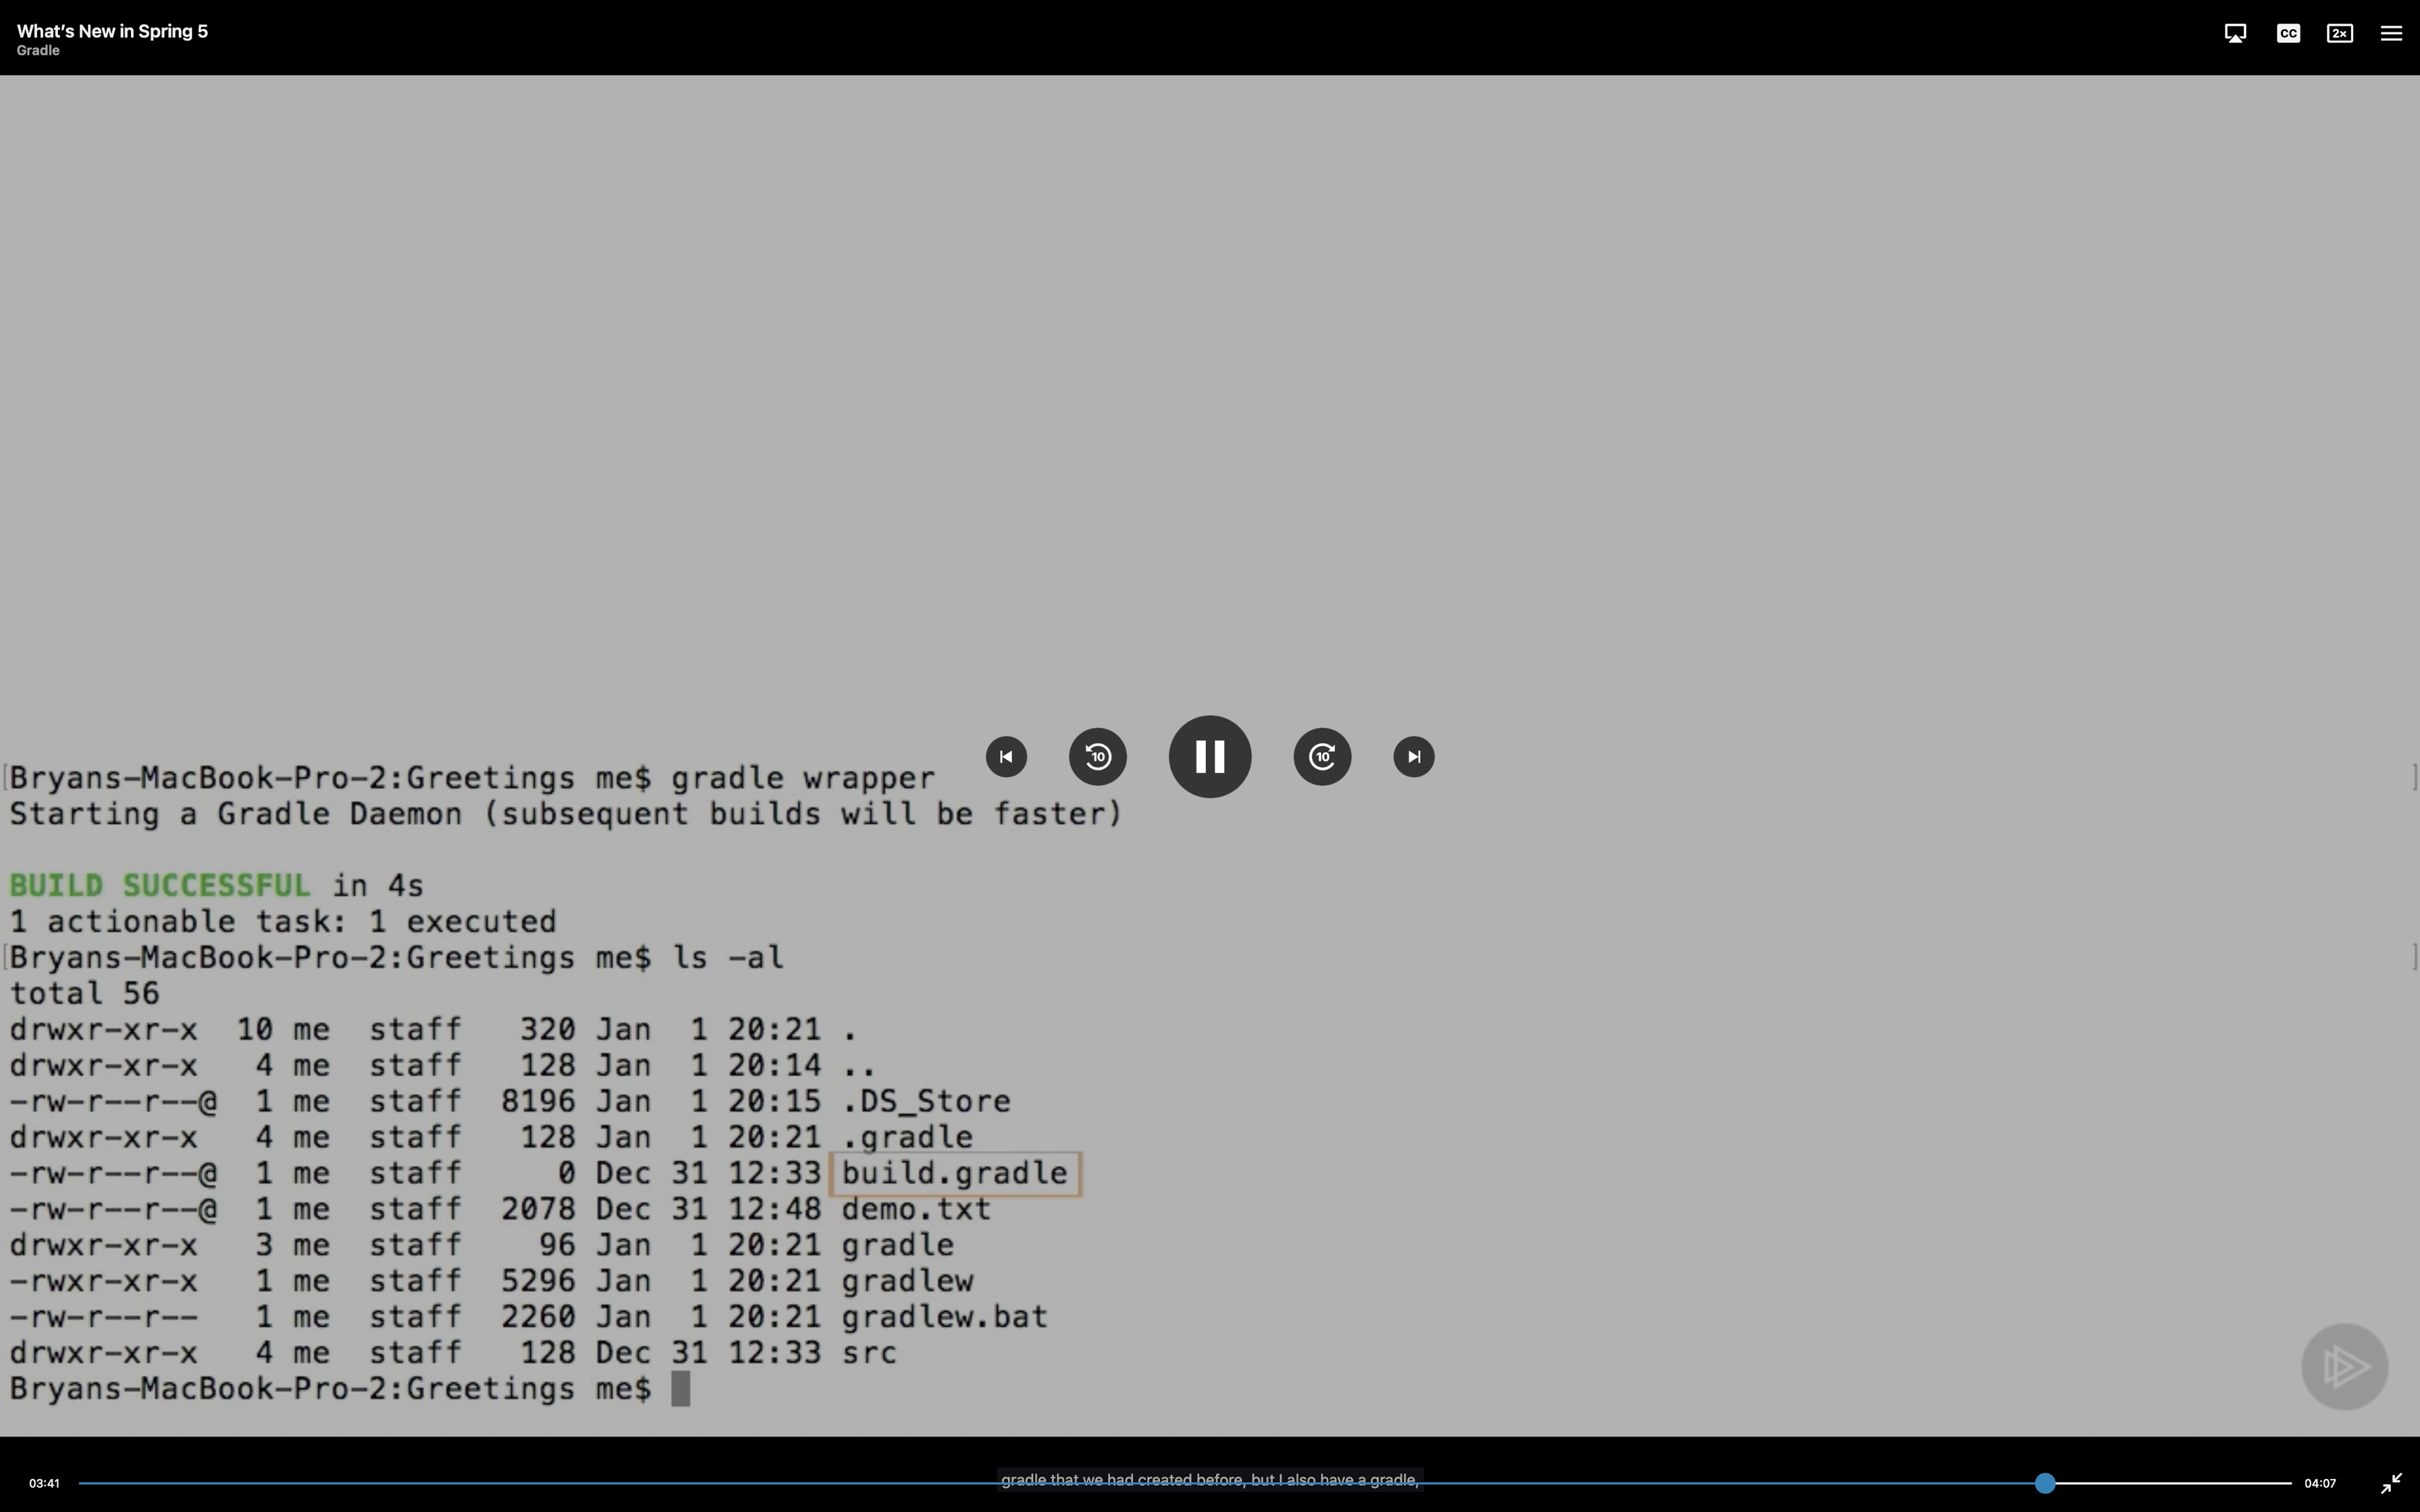 What's New in Spring 5
Gradle
CC
2x
10
10
[Bryans-MacBook-Pro-2:Greetings me$ gradle wrapper ]
Starting a Gradle Daemon (subsequent builds will be faster)
BUILD SUCCESSFUL in 4s
1 actionable task: 1 executed
[Bryans-MacBook-Pro-2:Greetings me$ ls -al ]
total 56
drwxr-xr-x  10 me  staff   320 Jan  1 20:21 .
drwxr-xr-x   4 me  staff   128 Jan  1 20:14 ..
-rw-r--r--@  1 me  staff  8196 Jan  1 20:15 .DS_Store
drwxr-xr-x   4 me  staff   128 Jan  1 20:21 .gradle
-rw-r--r--@  1 me  staff     0 Dec 31 12:33 build.gradle
-rw-r--r--@  1 me  staff  2078 Dec 31 12:48 demo.txt
drwxr-xr-x   3 me  staff    96 Jan  1 20:21 gradle
-rwxr-xr-x   1 me  staff  5296 Jan  1 20:21 gradlew
-rw-r--r--   1 me  staff  2260 Jan  1 20:21 gradlew.bat
drwxr-xr-x   4 me  staff   128 Dec 31 12:33 src
Bryans-MacBook-Pro-2:Greetings me$
gradle that we had created before, but I also have a gradle,
03:41
04:07